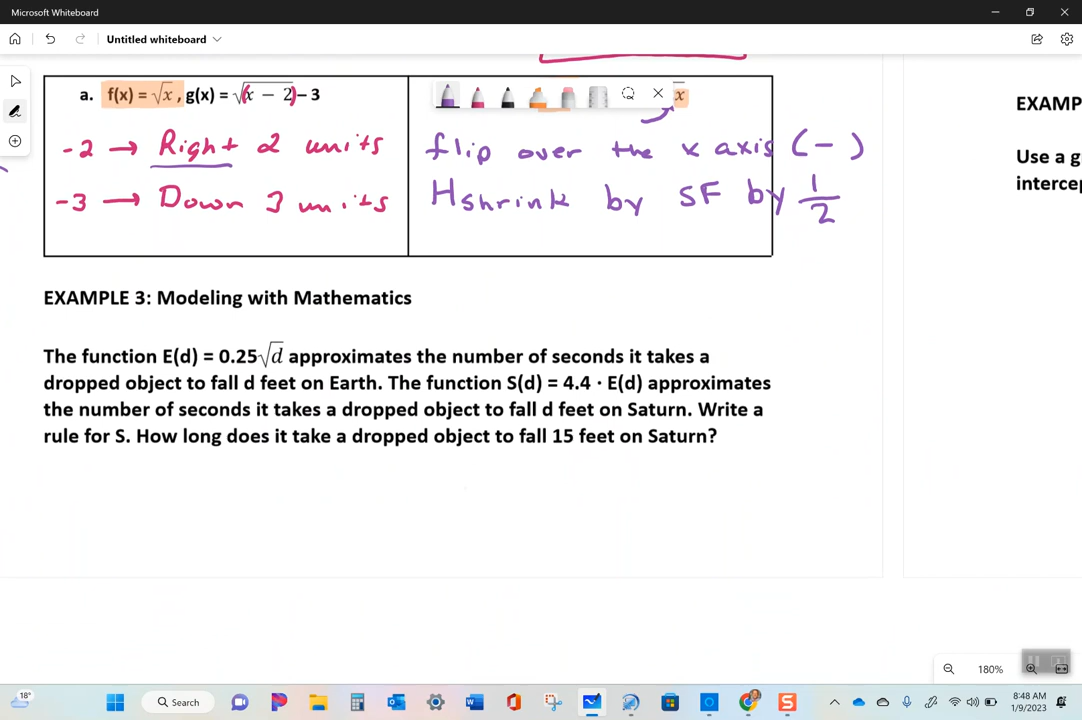 Microsoft Whiteboard
Untitled whiteboard
a. f(x) = √x , g(x) = √(x − 2) – 3
x
-2 → Right 2 units
-3 → Down 3 units
flip over the x axis (-)
Hshrink by SF by 1/2
EXAMPLE 3: Modeling with Mathematics
The function E(d) = 0.25√d approximates the number of seconds it takes a
dropped object to fall d feet on Earth. The function S(d) = 4.4 · E(d) approximates
the number of seconds it takes a dropped object to fall d feet on Saturn. Write a
rule for S. How long does it take a dropped object to fall 15 feet on Saturn?
EXAMP
Use a g
intercep
180%
18°
Search
8:48 AM
1/9/2023